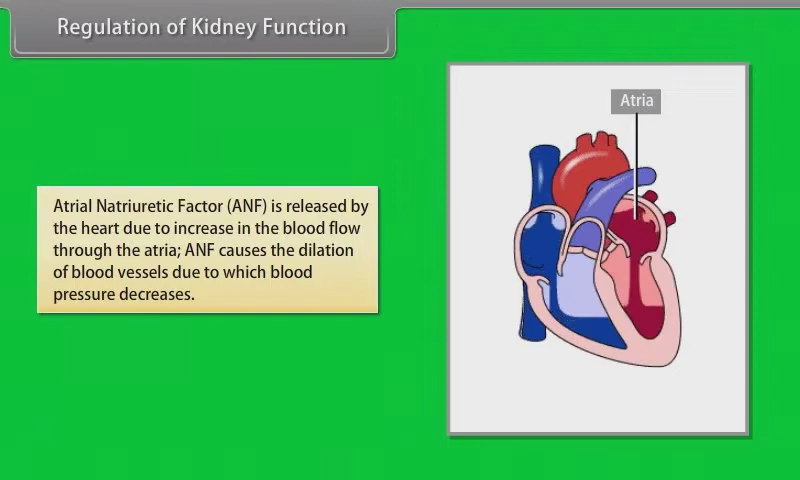 Regulation of Kidney Function
Atria
Atrial Natriuretic Factor (ANF) is released by
the heart due to increase in the blood flow
through the atria; ANF causes the dilation
of blood vessels due to which blood
pressure decreases.